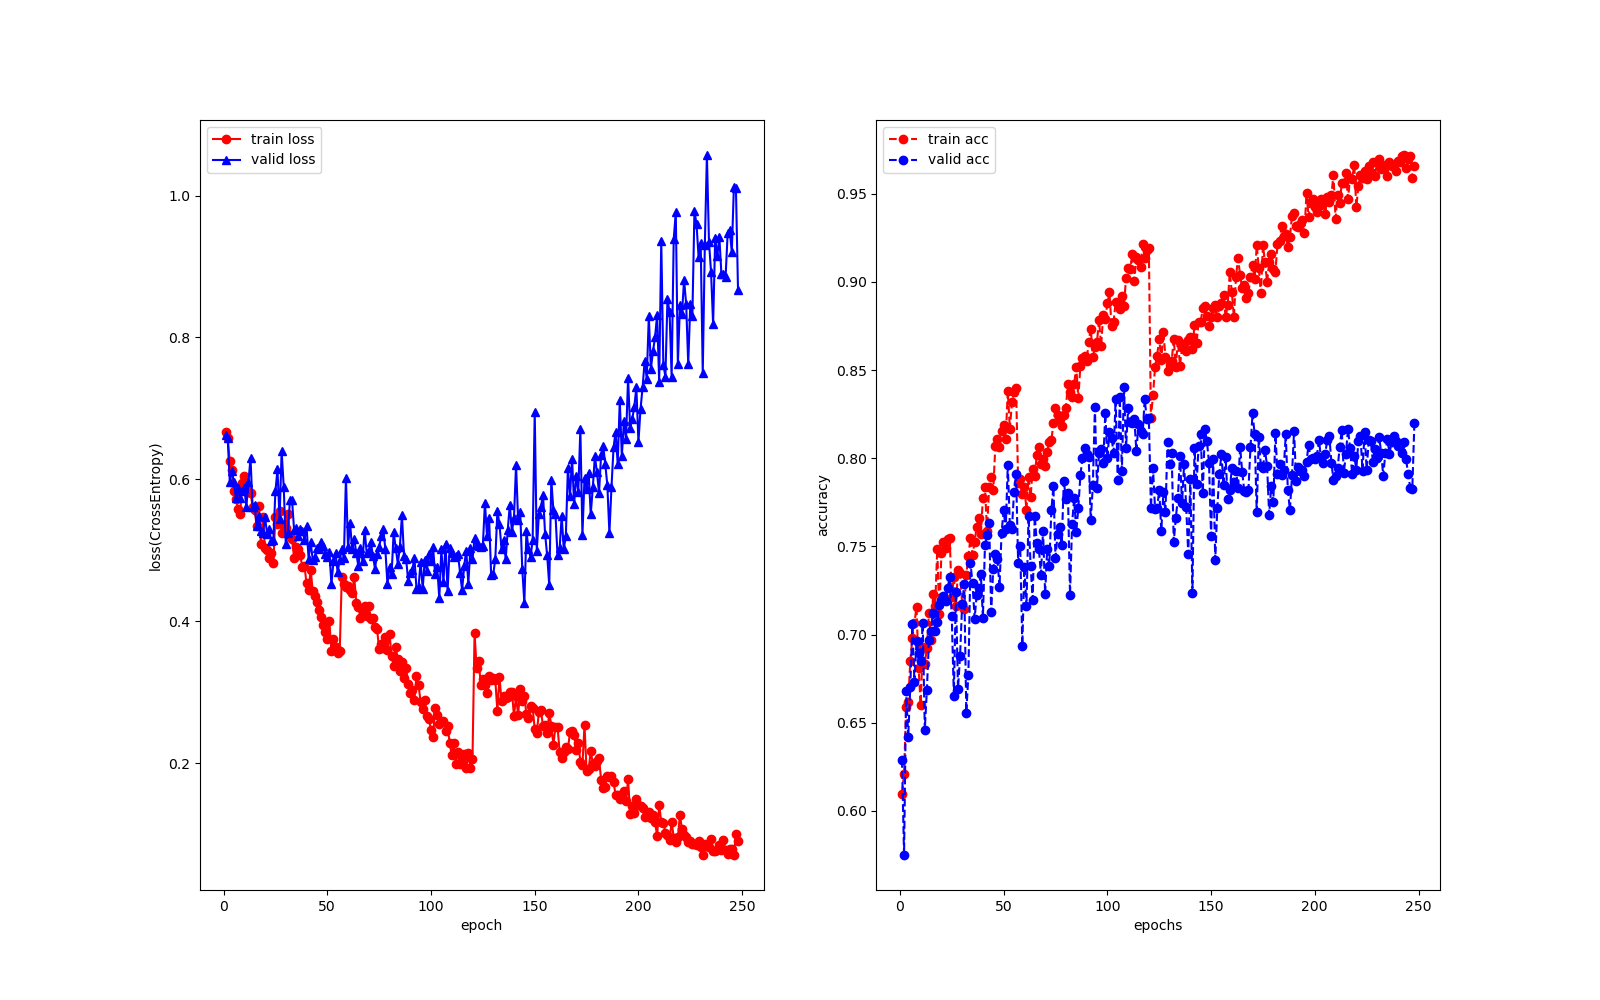 train loss
valid loss
1.0
0.8
0.6
0.4
0.2
loss(CrossEntropy)
0 50 100 150 200 250
epoch
train acc
valid acc
0.95
0.90
0.85
0.80
0.75
0.70
0.65
0.60
accuracy
0 50 100 150 200 250
epochs